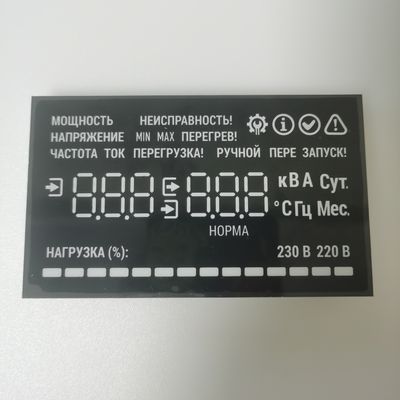 МОЩНОСТЬ НЕИСПРАВНОСТЬ!
НАПРЯЖЕНИЕ MIN MAX ПЕРЕГРЕВ!
ЧАСТОТА ТОК ПЕРЕГРУЗКА! РУЧНОЙ ПЕРЕ ЗАПУСК!
8.8.8 8.8.8 кВА Сут.
°С Гц Мес.
НОРМА
НАГРУЗКА (%): 230 В 220 В